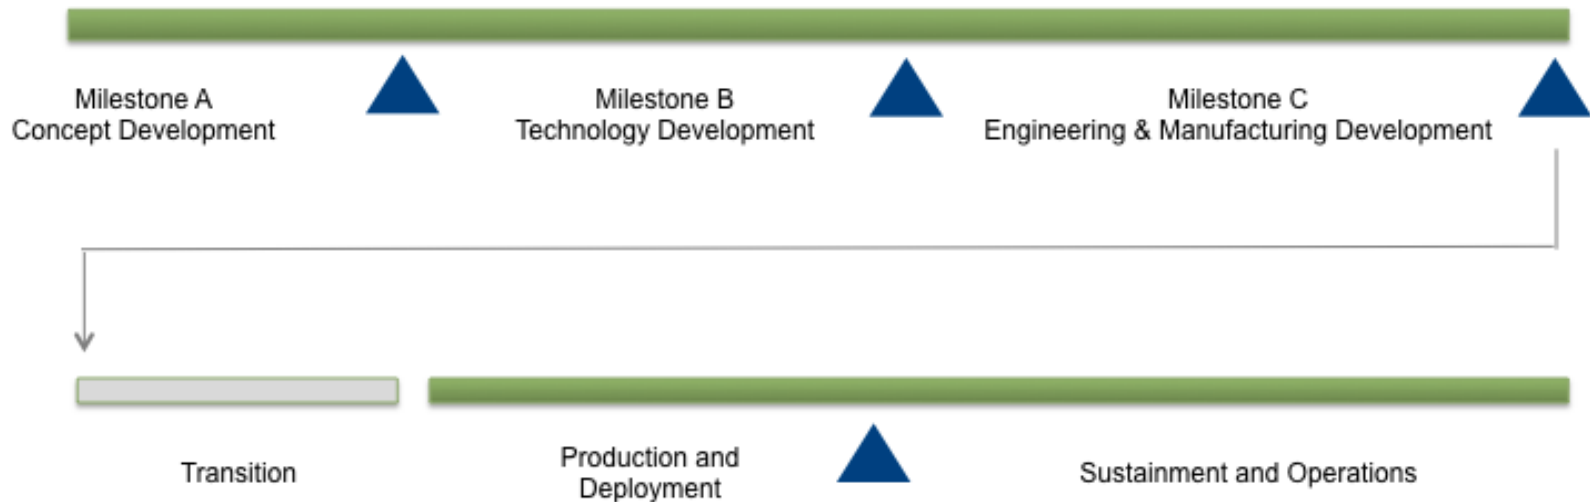 Milestone A
Concept Development
Milestone B
Technology Development
Milestone C
Engineering & Manufacturing Development
Transition
Production and
Deployment
Sustainment and Operations